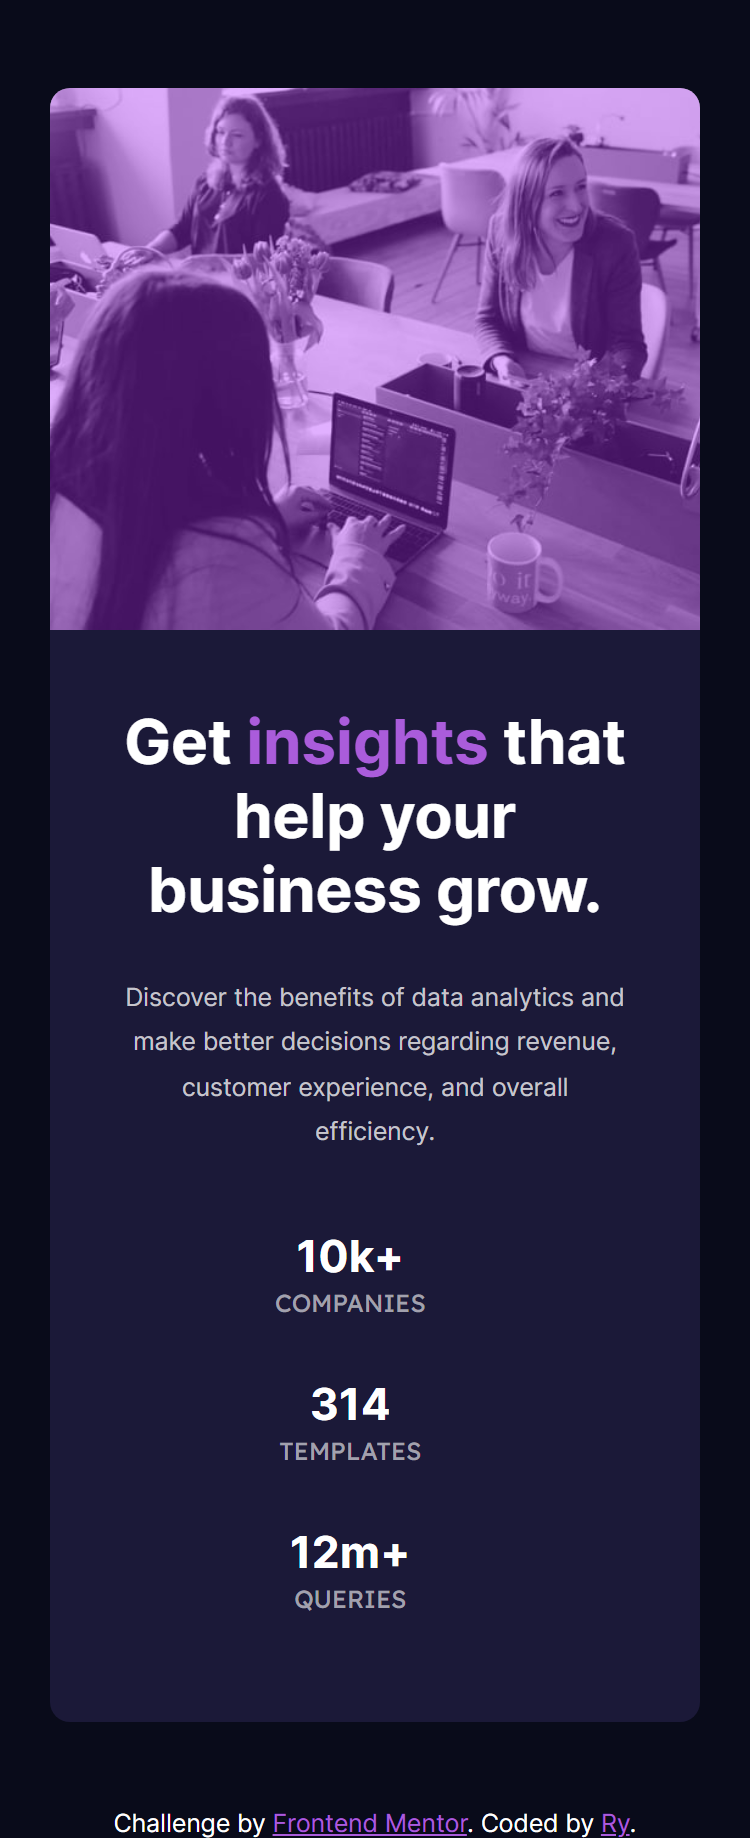 Get insights that
help your
business grow.
Discover the benefits of data analytics and
make better decisions regarding revenue,
customer experience, and overall
efficiency.
10k+
COMPANIES
314
TEMPLATES
12m+
QUERIES
Challenge by Frontend Mentor. Coded by Ry.